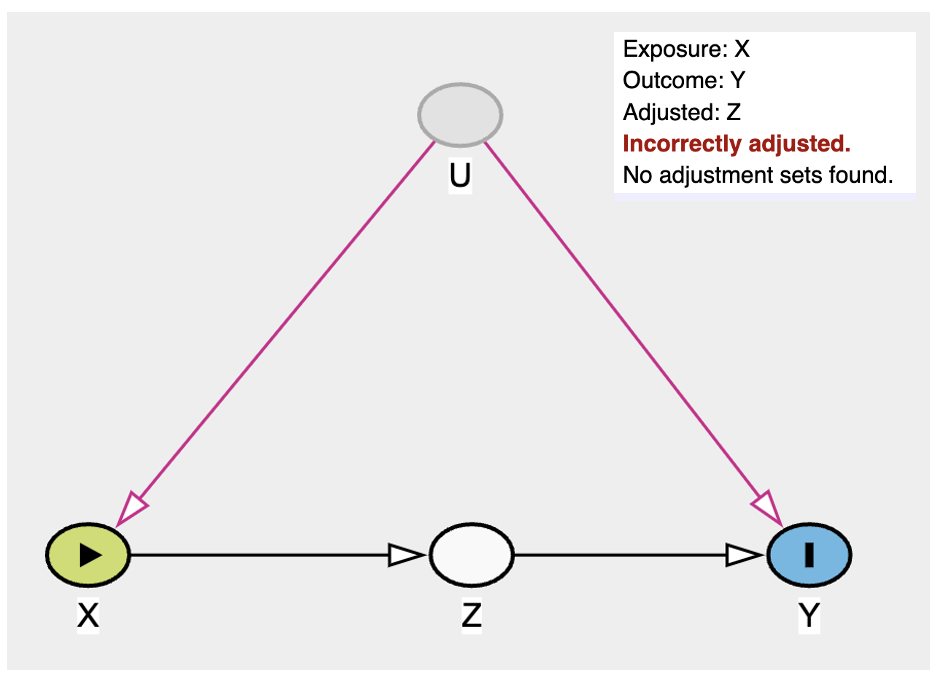 Exposure: X
Outcome: Y
Adjusted: Z
Incorrectly adjusted.
No adjustment sets found.
U
X
Z
Y